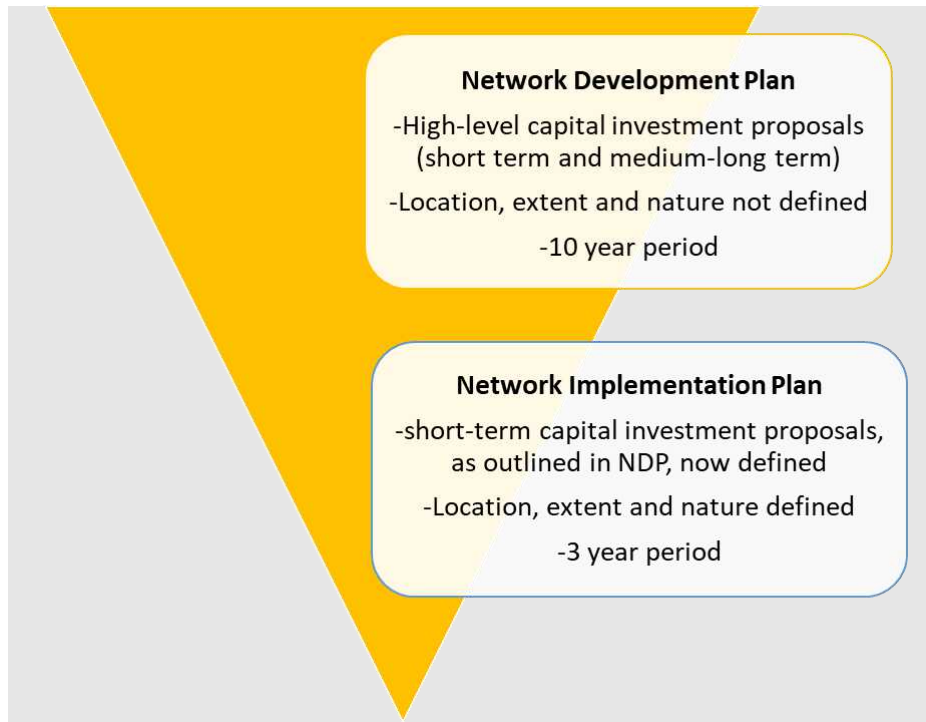 Network Development Plan
-High-level capital investment proposals
(short term and medium-long term)
-Location, extent and nature not defined
-10 year period
Network Implementation Plan
-short-term capital investment proposals,
as outlined in NDP, now defined
-Location, extent and nature defined
-3 year period